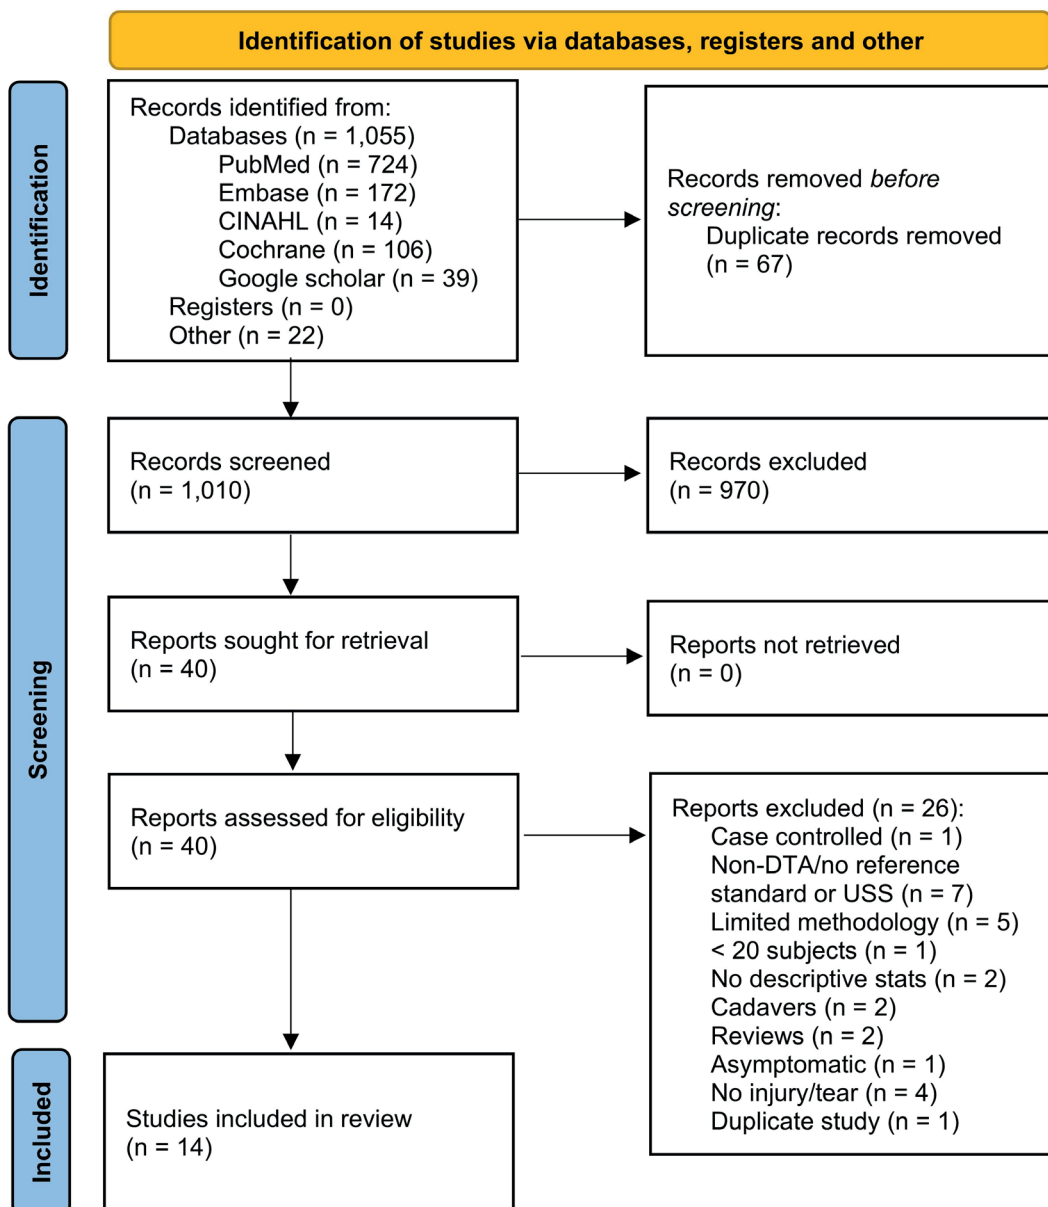 Identification of studies via databases, registers and other
Identification
Records identified from:
Databases (n = 1,055)
PubMed (n = 724)
Embase (n = 172)
CINAHL (n = 14)
Cochrane (n = 106)
Google scholar (n = 39)
Registers (n = 0)
Other (n = 22)
Records removed before
screening:
Duplicate records removed
(n = 67)
Screening
Records screened
(n = 1,010)
Records excluded
(n = 970)
Reports sought for retrieval
(n = 40)
Reports not retrieved
(n = 0)
Reports assessed for eligibility
(n = 40)
Reports excluded (n = 26):
Case controlled (n = 1)
Non-DTA/no reference
standard or USS (n = 7)
Limited methodology (n = 5)
< 20 subjects (n = 1)
No descriptive stats (n = 2)
Cadavers (n = 2)
Reviews (n = 2)
Asymptomatic (n = 1)
No injury/tear (n = 4)
Duplicate study (n = 1)
Included
Studies included in review
(n = 14)